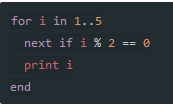 for i in 1..5
  next if i % 2 == 0
  print i
end